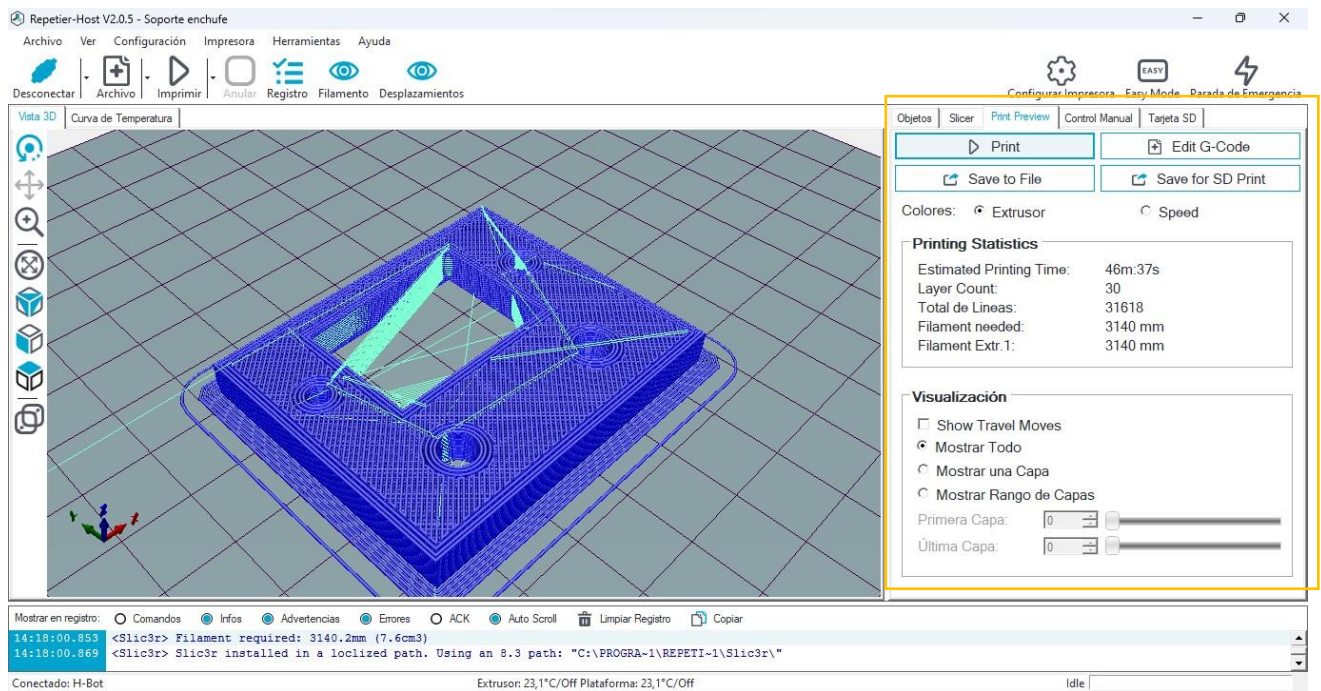 Repetier-Host V2.0.5 - Soporte enchufe
Archivo Ver Configuración Impresora Herramientas Ayuda
Desconectar Archivo Imprimir Anular Registro Filamento Desplazamientos Configurar Impresora EASY Easy Mode Parada de Emergencia
Vista 3D Curva de Temperatura
Objetos Slicer Print Preview Control Manual Tarjeta SD
Print Edit G-Code
Save to File Save for SD Print
Colores: Extrusor Speed
Printing Statistics
Estimated Printing Time: 46m:37s
Layer Count: 30
Total de Lineas: 31618
Filament needed: 3140 mm
Filament Extr.1: 3140 mm
Visualización
Show Travel Moves
Mostrar Todo
Mostrar una Capa
Mostrar Rango de Capas
Primera Capa: 0
Última Capa: 0
Mostrar en registro: Comandos Infos Advertencias Errores ACK Auto Scroll Limpiar Registro Copiar
14:18:00.853 <Slic3r> Filament required: 3140.2mm (7.6cm3)
14:18:00.869 <Slic3r> Slic3r installed in a loclized path. Using an 8.3 path: "C:\PROGRA~1\REPETI~1\Slic3r\"
Conectado: H-Bot Extrusor: 23,1°C/Off Plataforma: 23,1°C/Off Idle